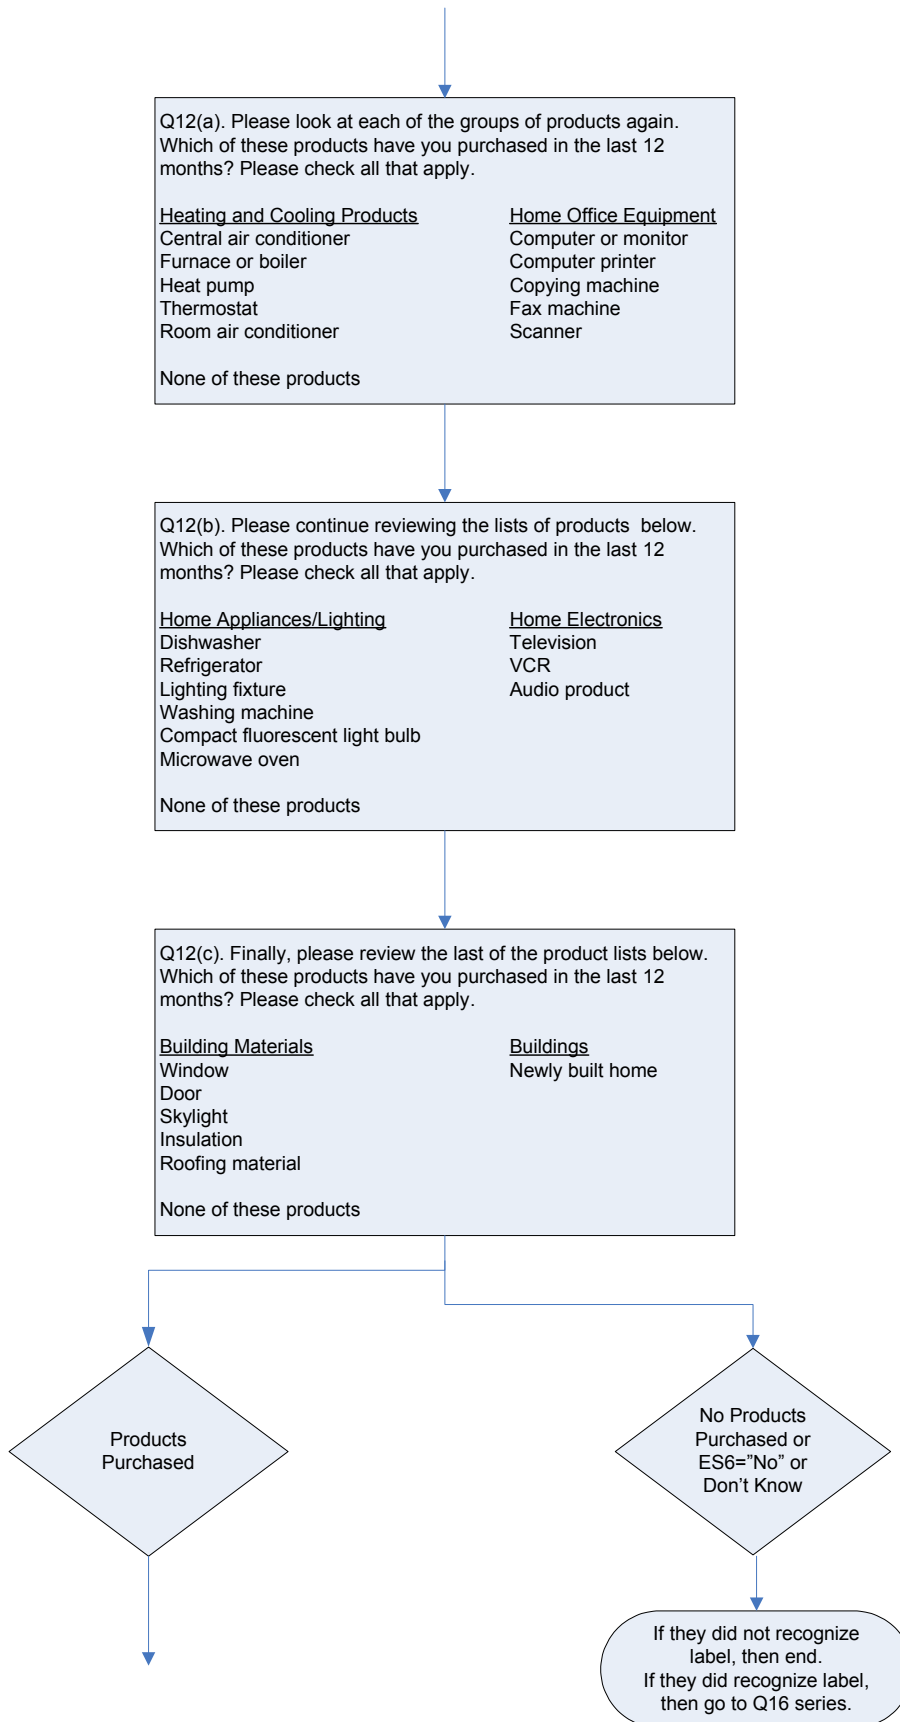 Q12(a). Please look at each of the groups of products again.
Which of these products have you purchased in the last 12
months? Please check all that apply.
Heating and Cooling Products
Central air conditioner
Furnace or boiler
Heat pump
Thermostat
Room air conditioner
Home Office Equipment
Computer or monitor
Computer printer
Copying machine
Fax machine
Scanner
None of these products
Q12(b). Please continue reviewing the lists of products  below.
Which of these products have you purchased in the last 12
months? Please check all that apply.
Home Appliances/Lighting
Dishwasher
Refrigerator
Lighting fixture
Washing machine
Compact fluorescent light bulb
Microwave oven
Home Electronics
Television
VCR
Audio product
None of these products
Q12(c). Finally, please review the last of the product lists below.
Which of these products have you purchased in the last 12
months? Please check all that apply.
Building Materials
Window
Door
Skylight
Insulation
Roofing material
Buildings
Newly built home
None of these products
Products
Purchased
No Products
Purchased or
ES6=”No” or
Don’t Know
If they did not recognize
label, then end.
If they did recognize label,
then go to Q16 series.